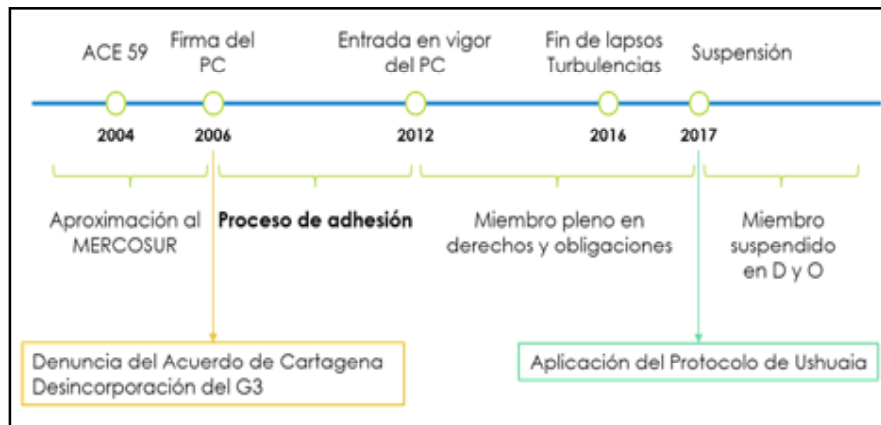 ACE 59
Firma del
PC
Entrada en vigor
del PC
Fin de lapsos
Turbulencias
Suspensión
2004
2006
2012
2016
2017
Aproximación al
MERCOSUR
Proceso de adhesión
Miembro pleno en
derechos y obligaciones
Miembro
suspendido
en D y O
Denuncia del Acuerdo de Cartagena
Desincorporación del G3
Aplicación del Protocolo de Ushuaia